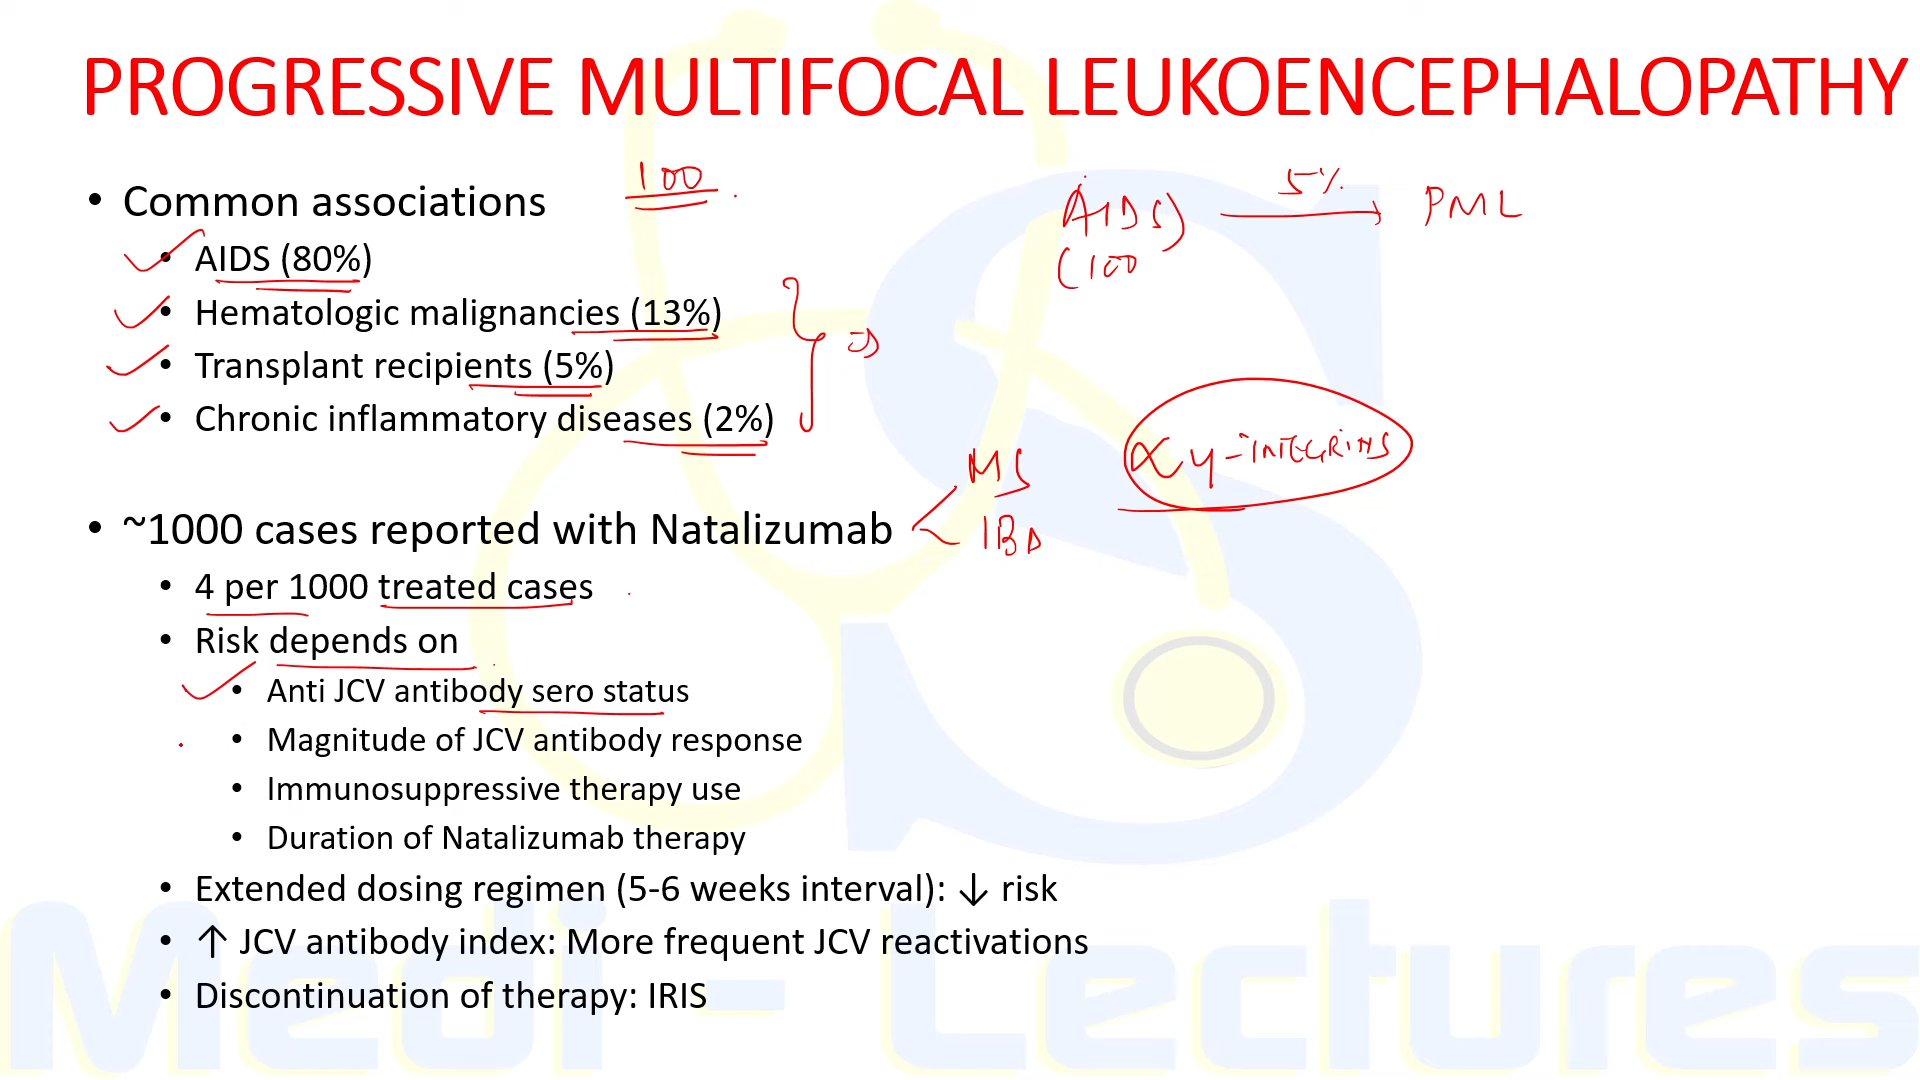 PROGRESSIVE MULTIFOCAL LEUKOENCEPHALOPATHY
• Common associations
100
• AIDS (80%)
• Hematologic malignancies (13%)
• Transplant recipients (5%)
• Chronic inflammatory diseases (2%)
AIDS) 5% PML
(100
α4-INTEGRINS
• ~1000 cases reported with Natalizumab
MS
IBD
• 4 per 1000 treated cases
• Risk depends on
• Anti JCV antibody sero status
• Magnitude of JCV antibody response
• Immunosuppressive therapy use
• Duration of Natalizumab therapy
• Extended dosing regimen (5-6 weeks interval): ↓ risk
• ↑ JCV antibody index: More frequent JCV reactivations
• Discontinuation of therapy: IRIS
Medi - Lectures